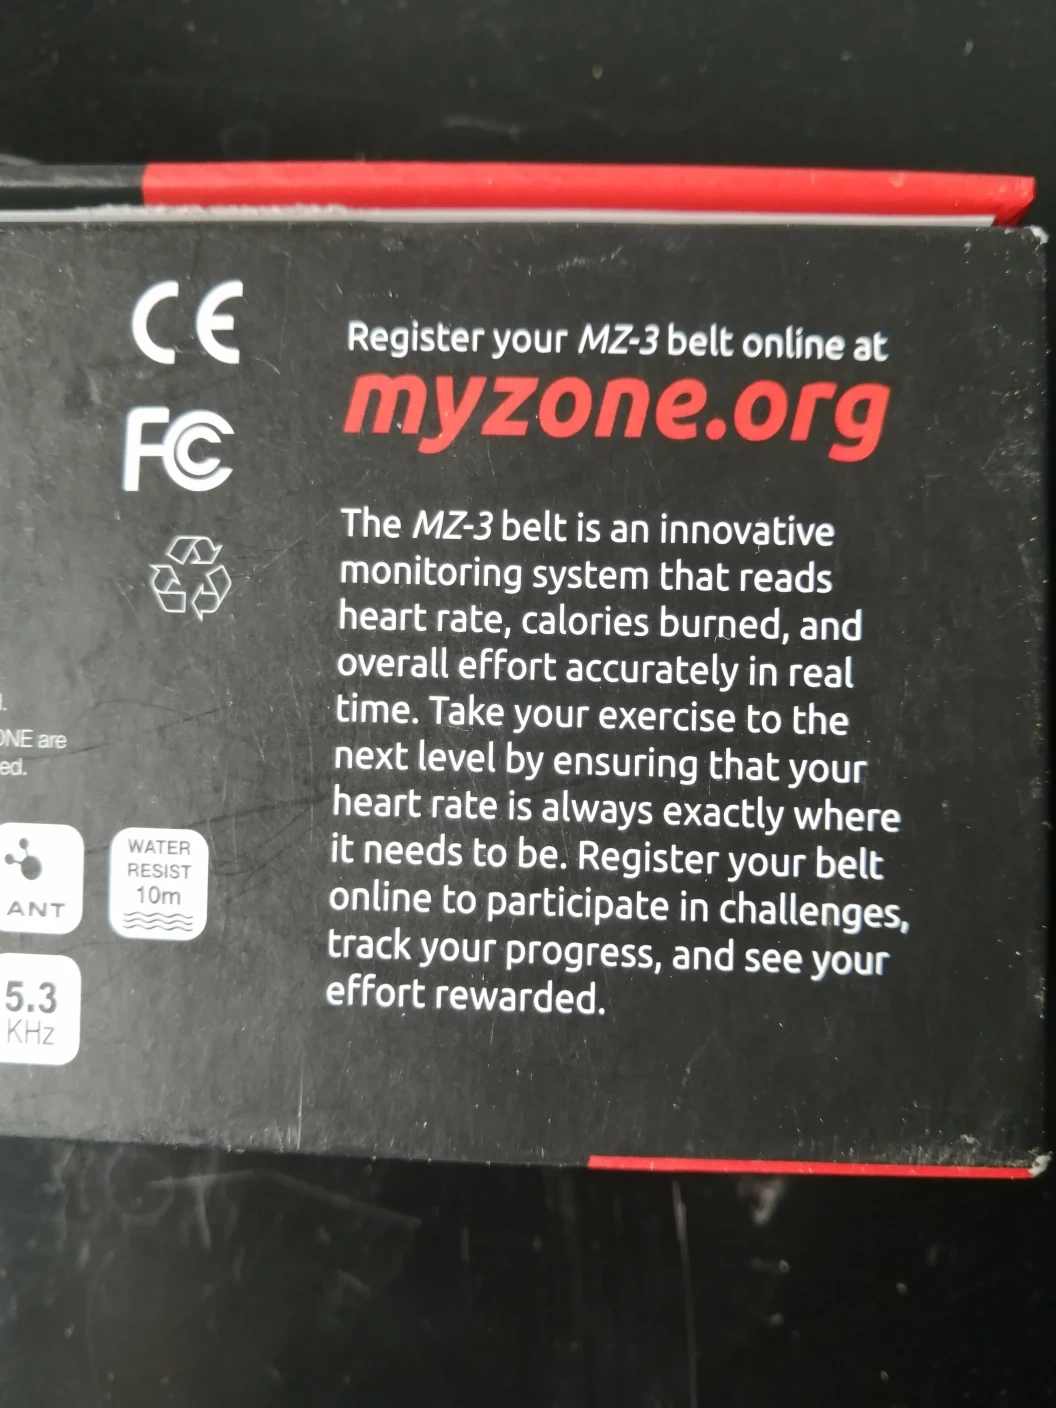 CE
FC
Register your MZ-3 belt online at
myzone.org
The MZ-3 belt is an innovative
monitoring system that reads
heart rate, calories burned, and
overall effort accurately in real
time. Take your exercise to the
next level by ensuring that your
heart rate is always exactly where
it needs to be. Register your belt
online to participate in challenges,
track your progress, and see your
effort rewarded.
are
ANT
WATER
RESIST
10m
5.3
KHz